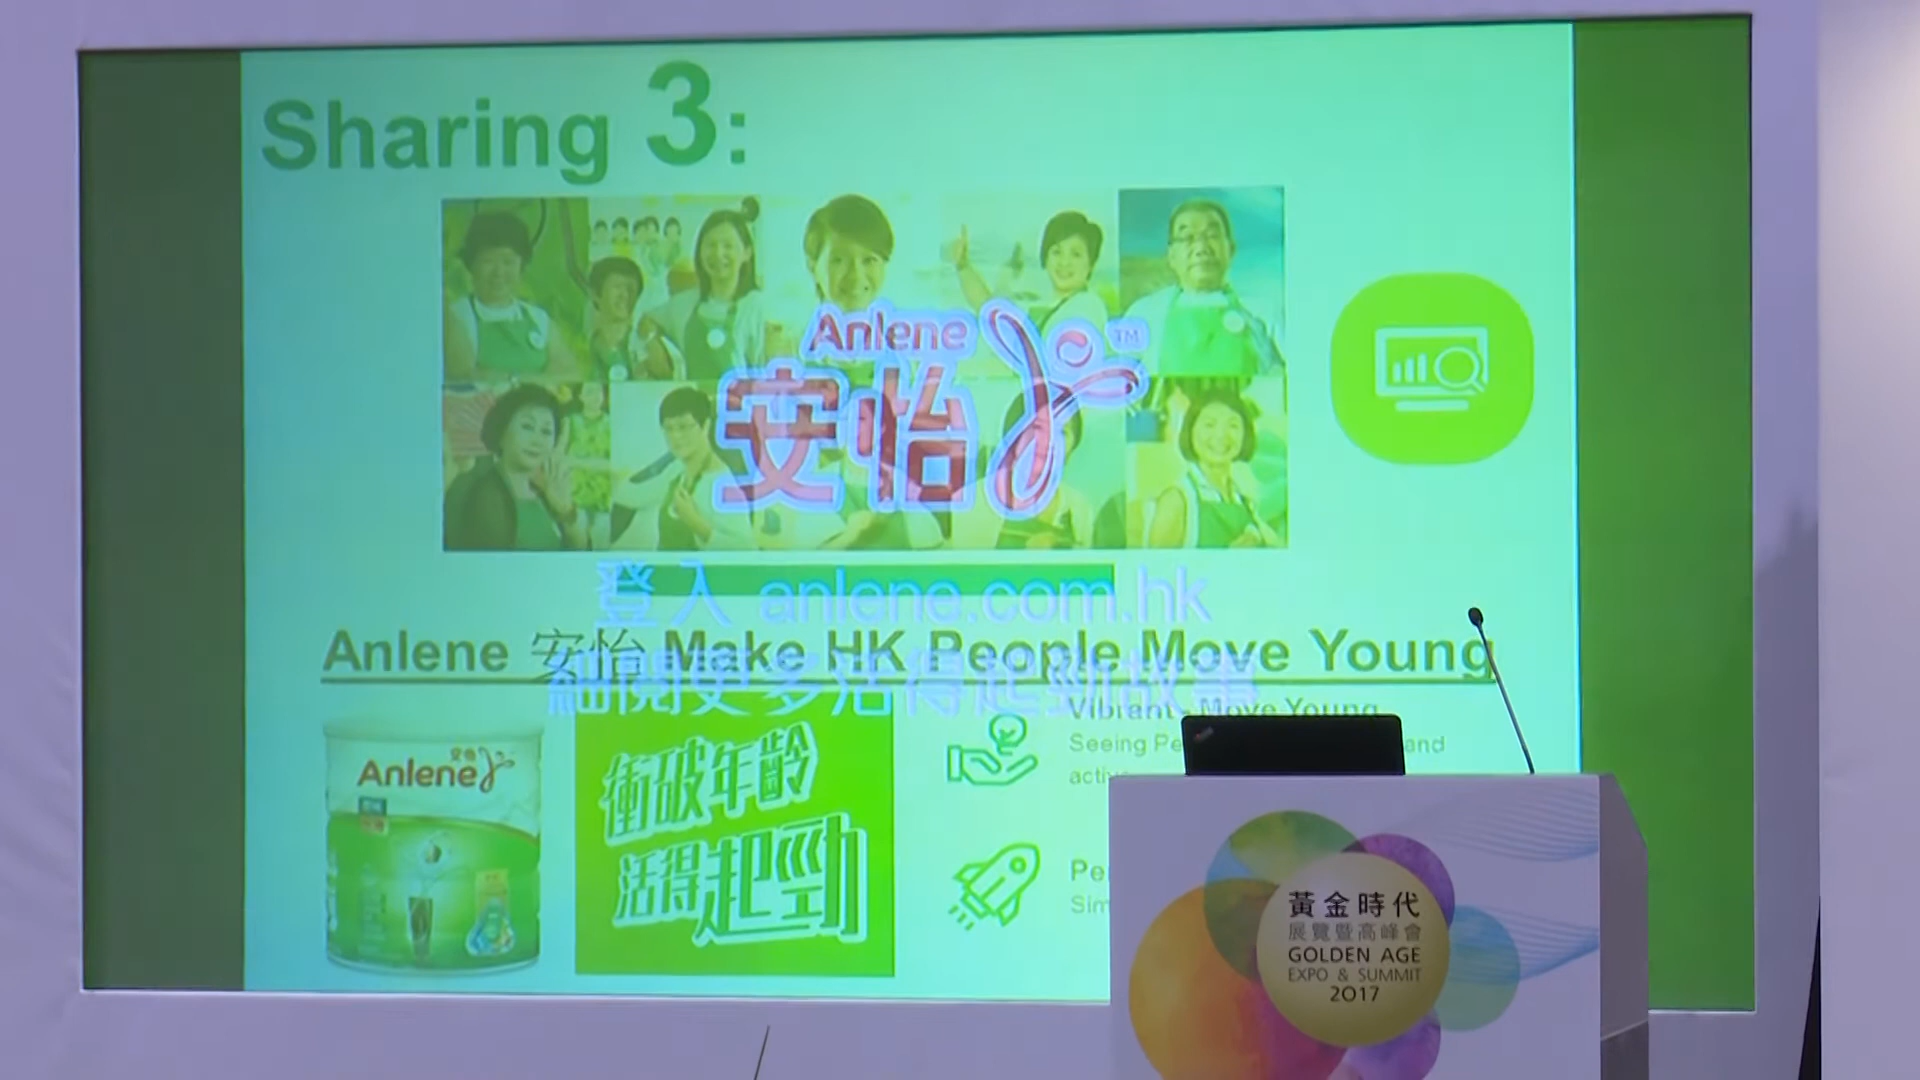 Sharing 3:
Anlene TM
安怡
登入 anlene.com.hk
Anlene 安怡 Make HK People Move Young
細閱更多活得起勁故事
安怡
Anlene
衝破年齡
活得起勁
Vibrant - Move Young
Seeing Pe and
activ
Pe
Sim
黃金時代
展覽暨高峰會
GOLDEN AGE
EXPO & SUMMIT
2017